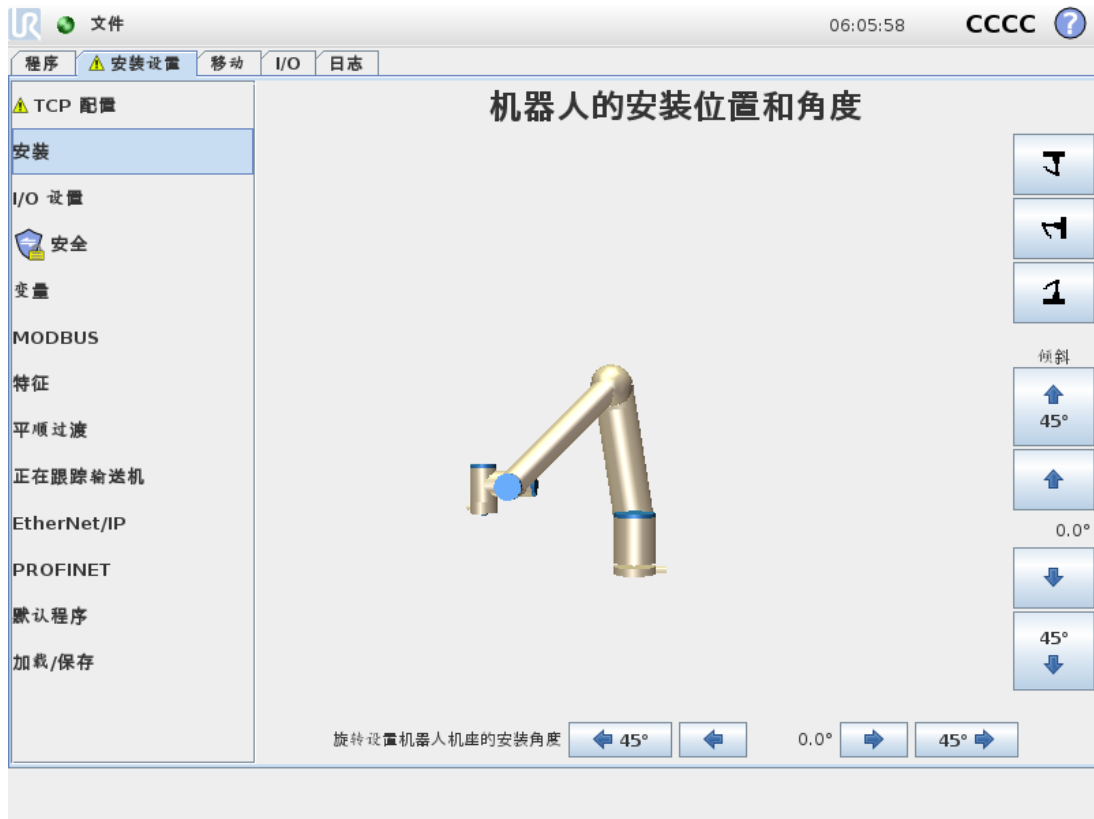 UR 文件 06:05:58 CCCC ?
程序 安装设置 移动 I/O 日志
TCP 配置
机器人的安装位置和角度
安装
I/O 设置
安全
变量
MODBUS
倾斜
特征
45°
平顺过渡
正在跟踪输送机
EtherNet/IP
0.0°
PROFINET
默认程序
45°
加载/保存
旋转设置机器人机座的安装角度 45° 0.0° 45°